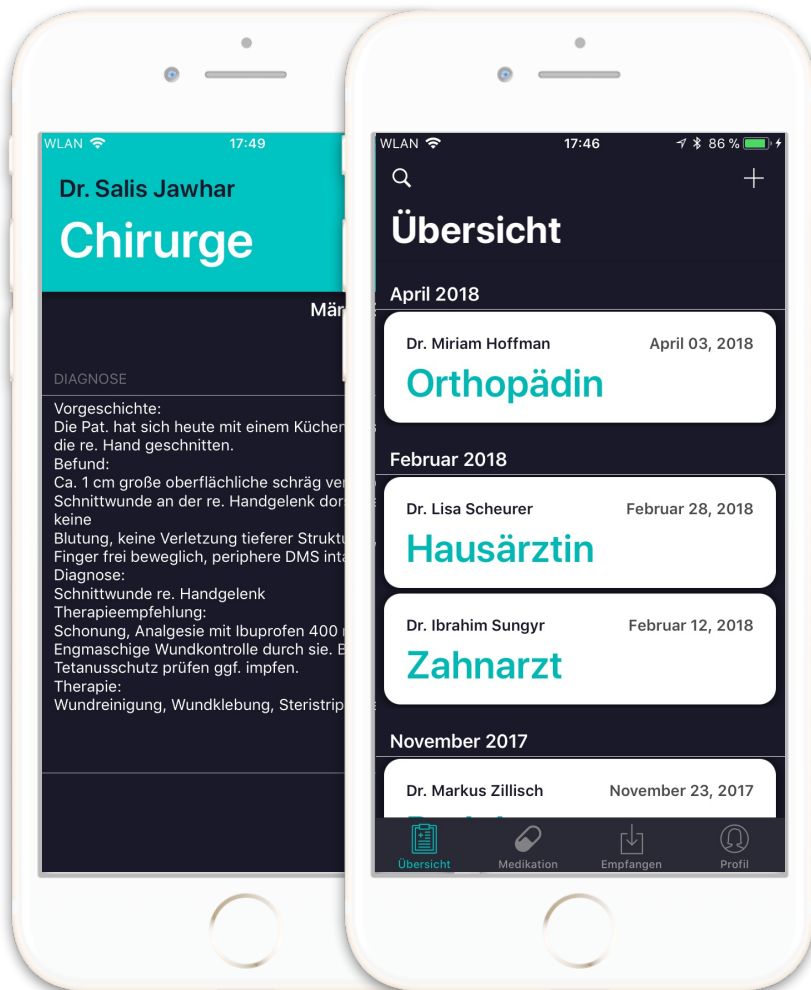 WLAN 17:49
Dr. Salis Jawhar
Chirurge
Mär
DIAGNOSE
Vorgeschichte:
Die Pat. hat sich heute mit einem
die re. Hand geschnitten.
Befund:
Ca. 1 cm große oberflächliche schräg
Schnittwunde an der re. Handgelenk
keine
Blutung, keine Verletzung tieferer
Finger frei beweglich, periphere DMS
Diagnose:
Schnittwunde re. Handgelenk
Therapieempfehlung:
Schonung, Analgesie mit Ibuprofen 400
Engmaschige Wundkontrolle durch sie.
Tetanusschutz prüfen ggf. impfen.
Therapie:
Wundreinigung, Wundklebung, Steristrip
WLAN 17:46 86 %
Übersicht
April 2018
Dr. Miriam Hoffman April 03, 2018
Orthopädin
Februar 2018
Dr. Lisa Scheurer Februar 28, 2018
Hausärztin
Dr. Ibrahim Sungyr Februar 12, 2018
Zahnarzt
November 2017
Dr. Markus Zillisch November 23, 2017
Übersicht Medikation Empfangen Profil